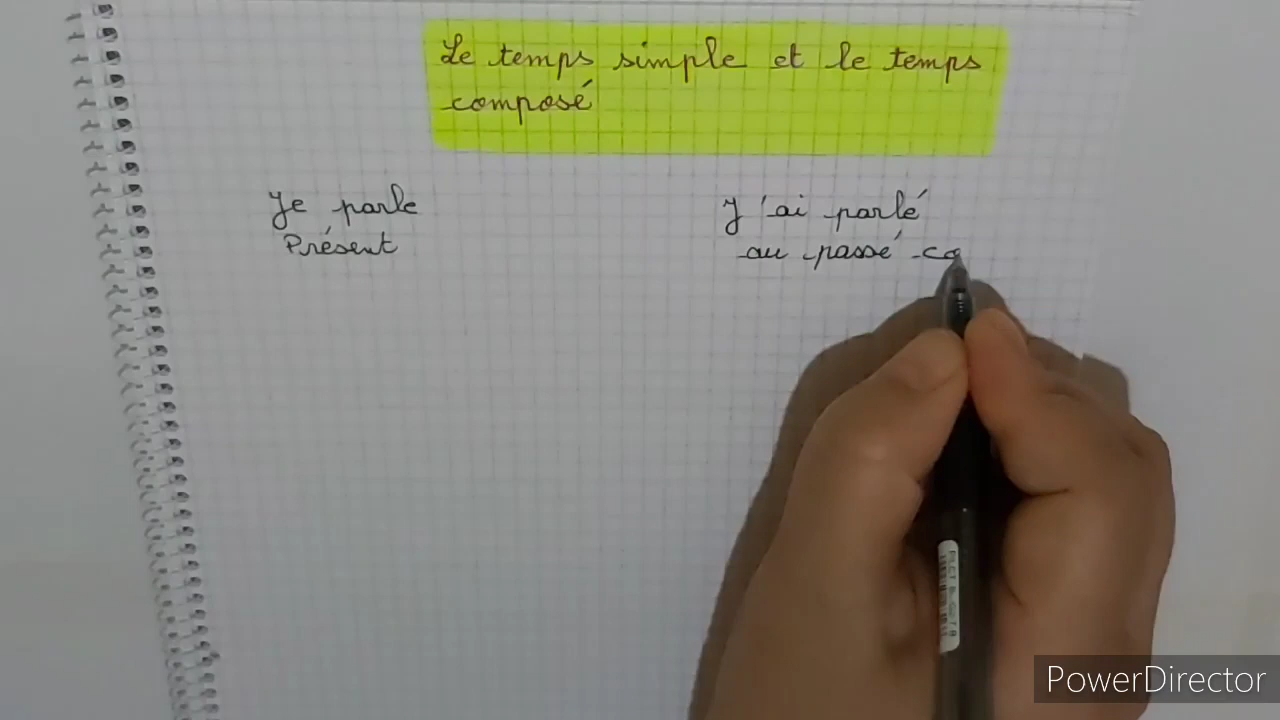 Le temps simple et le temps
composé
Je parle
Présent
J'ai parlé
au passé co
PowerDirector